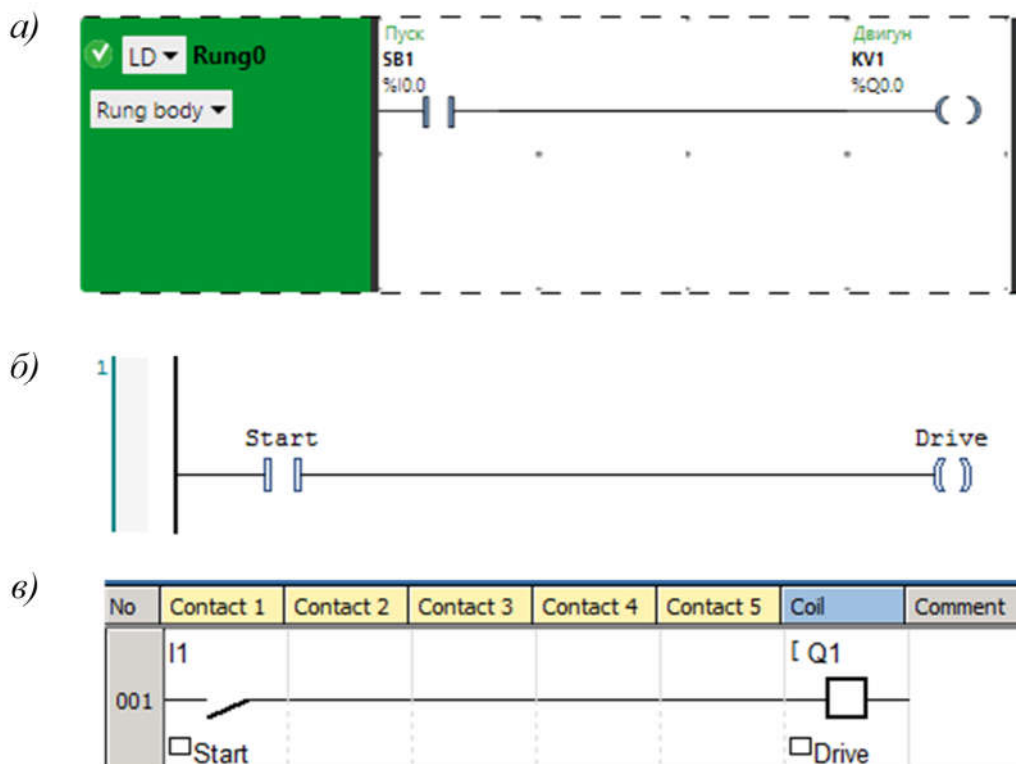 а)
LD Rung0
Rung body
Пуск
SB1
%I0.0
Двигун
KV1
%Q0.0
б)
1
Start
Drive
в)
No Contact 1 Contact 2 Contact 3 Contact 4 Contact 5 Coil Comment
I1 [ Q1
001
Start Drive